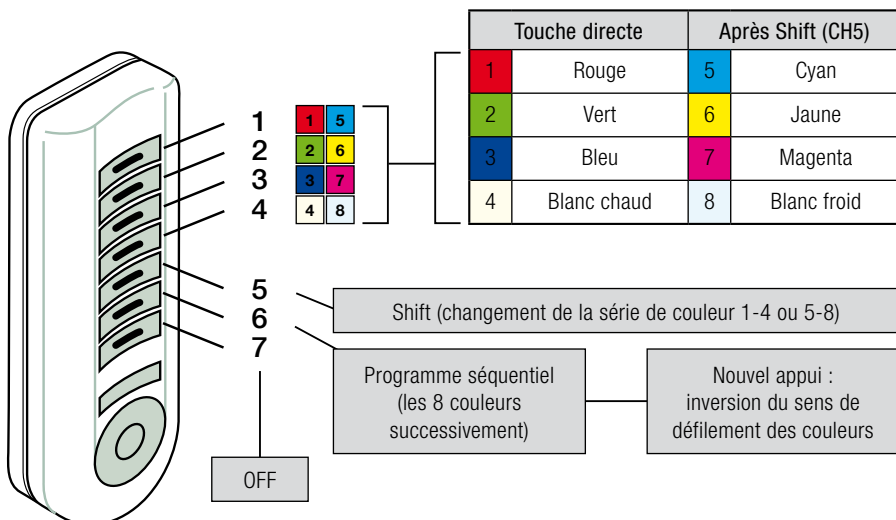 Touche directe Après Shift (CH5)
1 Rouge 5 Cyan
2 Vert 6 Jaune
3 Bleu 7 Magenta
4 Blanc chaud 8 Blanc froid
1 1 5
2 2 6
3 3 7
4 4 8
5
6
7
Shift (changement de la série de couleur 1-4 ou 5-8)
Programme séquentiel
(les 8 couleurs
successivement)
Nouvel appui :
inversion du sens de
défilement des couleurs
OFF